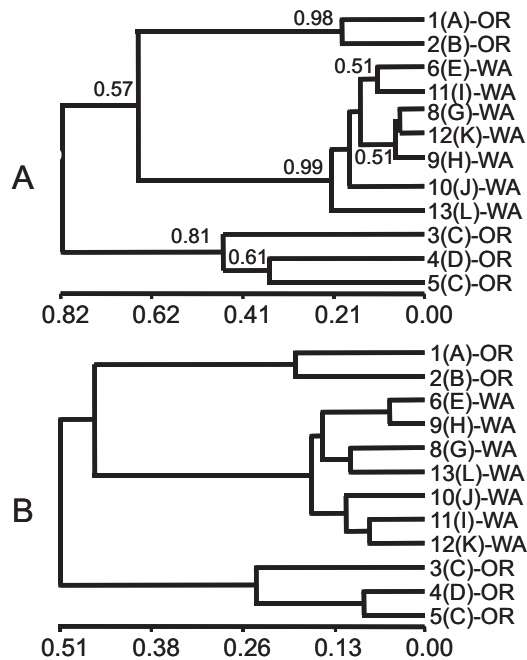 0.98
1(A)-OR
2(B)-OR
0.51
6(E)-WA
0.57
11(I)-WA
8(G)-WA
12(K)-WA
0.51
9(H)-WA
A
0.99
10(J)-WA
13(L)-WA
0.81
3(C)-OR
0.61
4(D)-OR
5(C)-OR
0.82 0.62 0.41 0.21 0.00
1(A)-OR
2(B)-OR
6(E)-WA
9(H)-WA
8(G)-WA
13(L)-WA
B
10(J)-WA
11(I)-WA
12(K)-WA
3(C)-OR
4(D)-OR
5(C)-OR
0.51 0.38 0.26 0.13 0.00